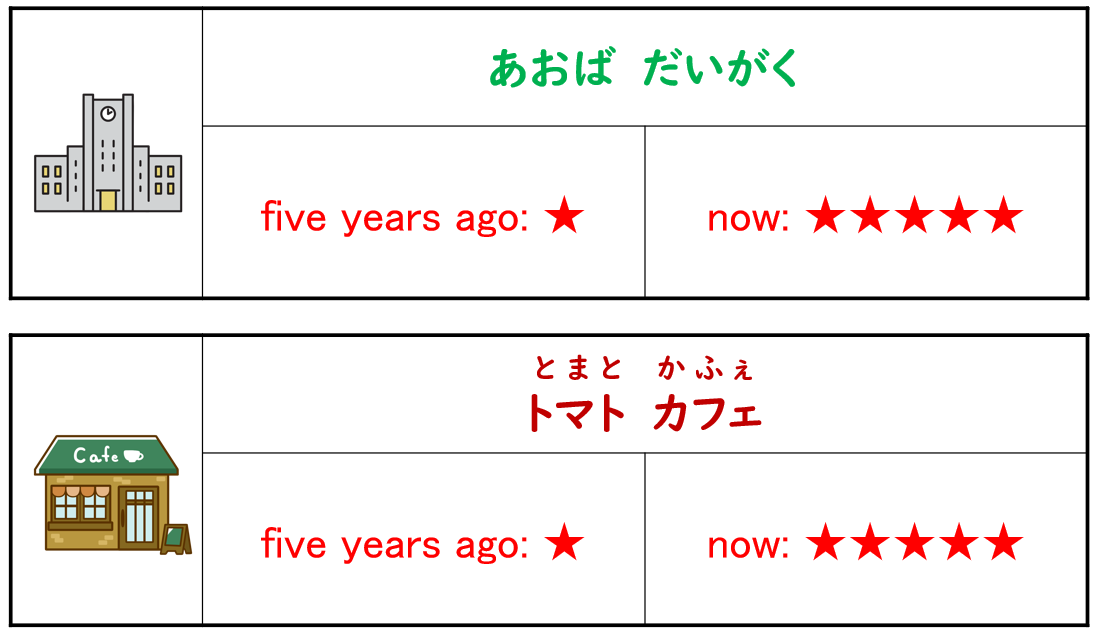 あおば だいがく
five years ago: ★
now: ★★★★★
とまと かふぇ
トマト カフェ
Cafe
five years ago: ★
now: ★★★★★